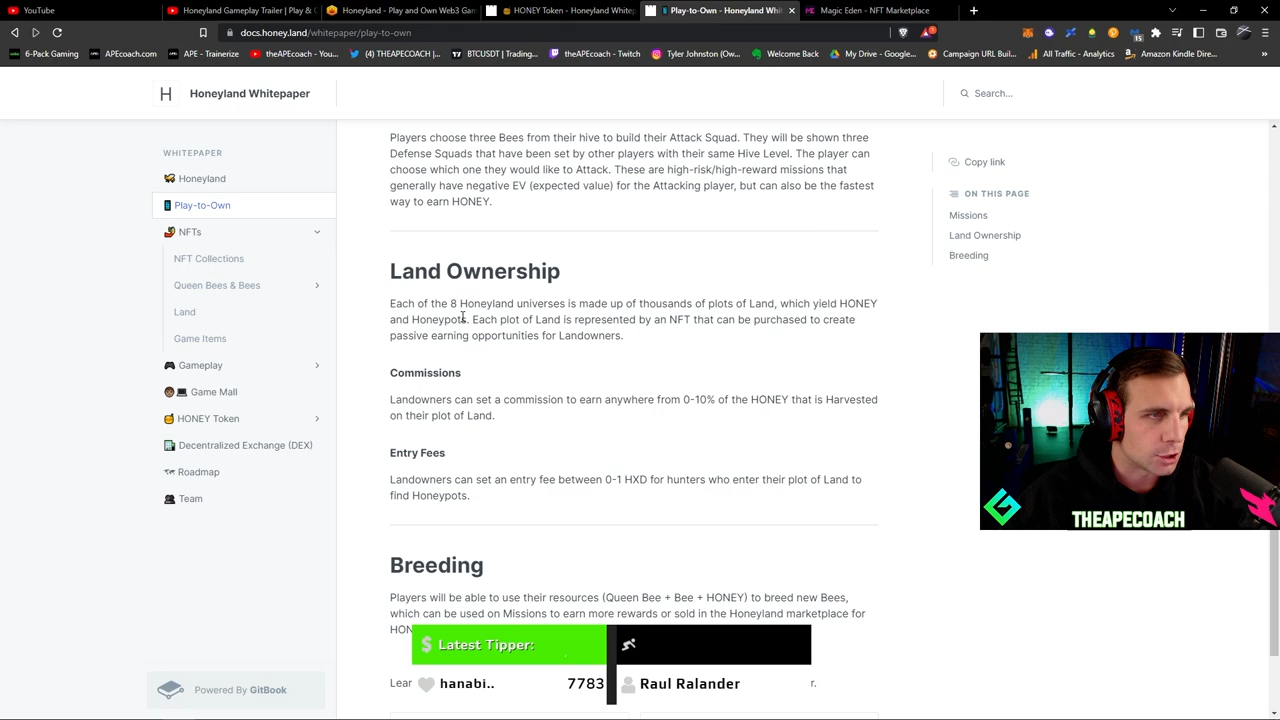 YouTube
Honeyland Gameplay Trailer | Play & O
Honeyland - Play and Own Web3 Gam
HONEY Token - Honeyland Whitepap
Play-to-Own - Honeyland Whi
Magic Eden - NFT Marketplace
docs.honey.land/whitepaper/play-to-own
6-Pack Gaming
APEcoach.com
APE - Trainerize
theAPEcoach - You...
(4) THEAPECOACH |...
BTCUSDT | Trading...
theAPEcoach - Twitch
Tyler Johnston (Ow...
Welcome Back
My Drive - Google...
Campaign URL Buil...
All Traffic - Analytics
Amazon Kindle Dire...
H
Honeyland Whitepaper
Search...
WHITEPAPER
Honeyland
Play-to-Own
NFTs
NFT Collections
Queen Bees & Bees
Land
Game Items
Gameplay
Game Mall
HONEY Token
Decentralized Exchange (DEX)
Roadmap
Team
Powered By GitBook
Players choose three Bees from their hive to build their Attack Squad. They will be shown three
Defense Squads that have been set by other players with their same Hive Level. The player can
choose which one they would like to Attack. These are high-risk/high-reward missions that
generally have negative EV (expected value) for the Attacking player, but can also be the fastest
way to earn HONEY.
Land Ownership
Each of the 8 Honeyland universes is made up of thousands of plots of Land, which yield HONEY
and Honeypots. Each plot of Land is represented by an NFT that can be purchased to create
passive earning opportunities for Landowners.
Commissions
Landowners can set a commission to earn anywhere from 0-10% of the HONEY that is Harvested
on their plot of Land.
Entry Fees
Landowners can set an entry fee between 0-1 HXD for hunters who enter their plot of Land to
find Honeypots.
Breeding
Players will be able to use their resources (Queen Bee + Bee + HONEY) to breed new Bees,
which can be used on Missions to earn more rewards or sold in the Honeyland marketplace for
HON
Lear
r.
Copy link
ON THIS PAGE
Missions
Land Ownership
Breeding
THEAPECOACH
$ Latest Tipper:
hanabi.. 7783
Raul Ralander